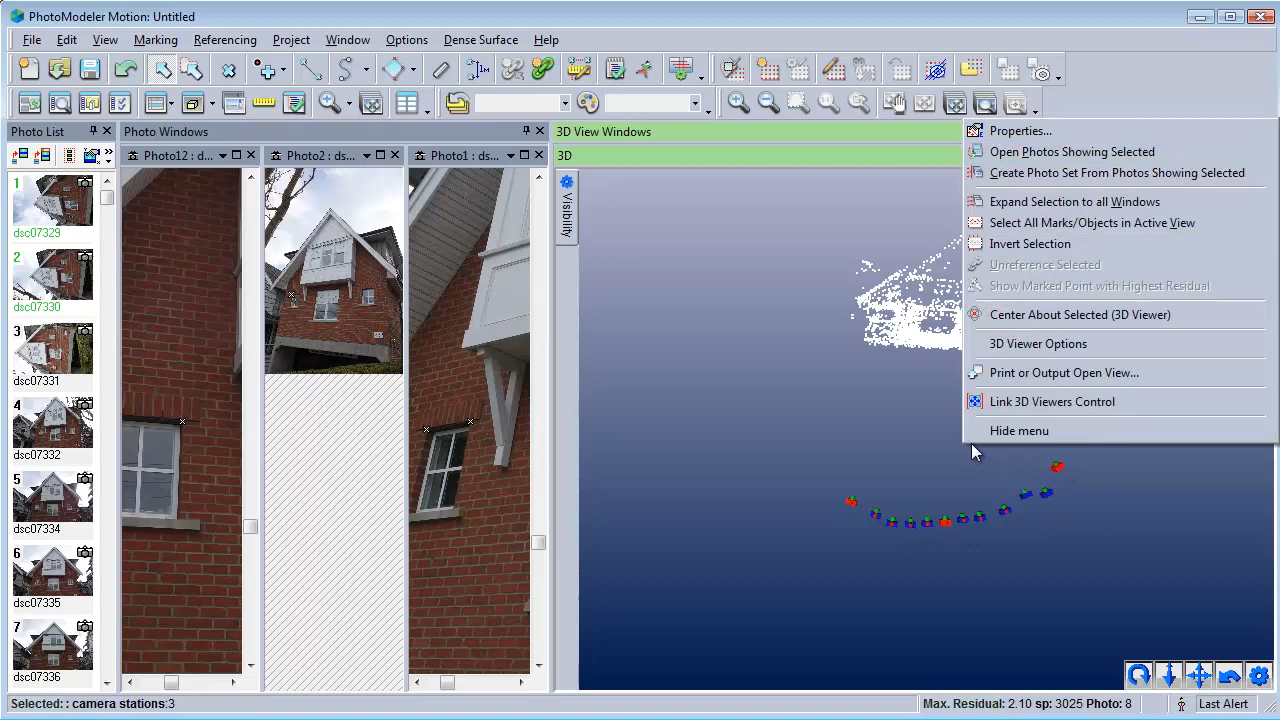 PhotoModeler Motion: Untitled
File Edit View Marking Referencing Project Window Options Dense Surface Help
Photo List
Photo Windows
3D View Windows
Photo12 : d...
Photo2 : ds...
Photo1 : ds...
3D
Visibility
1
dsc07329
2
dsc07330
3
dsc07331
4
dsc07332
5
dsc07334
6
7
Properties...
Open Photos Showing Selected
Create Photo Set From Photos Showing Selected
Expand Selection to all Windows
Select All Marks/Objects in Active View
Invert Selection
Unreference Selected
Show Marked Point with Highest Residual
Center About Selected (3D Viewer)
3D Viewer Options
Print or Output Open View...
Link 3D Viewers Control
Hide menu
Selected: : camera stations:3
Max. Residual: 2.10 sp: 3025 Photo: 8
Last Alert